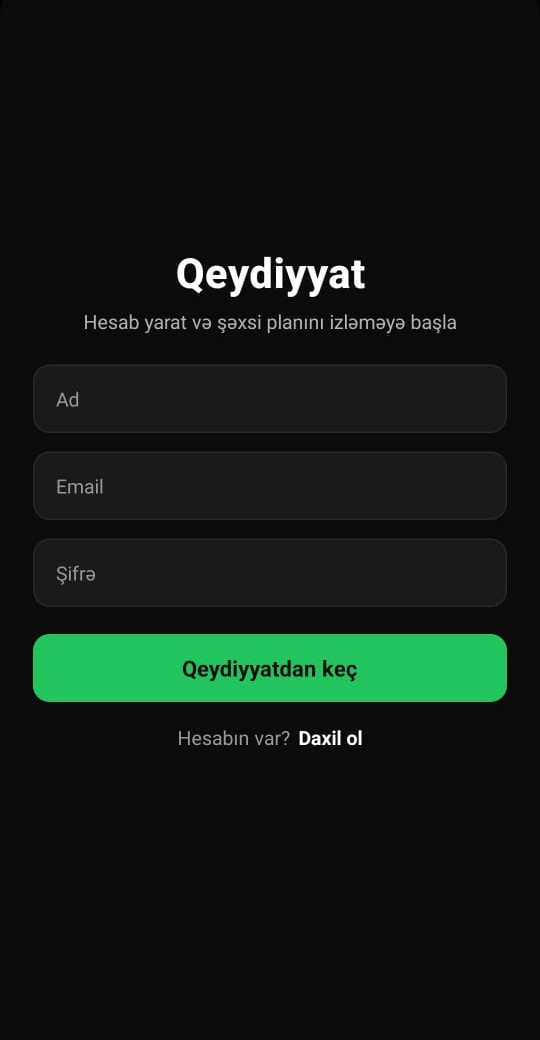 Qeydiyyat
Hesab yarat və şəxsi planını izləməyə başla
Ad
Email
Şifrə
Qeydiyyatdan keç
Hesabın var? Daxil ol